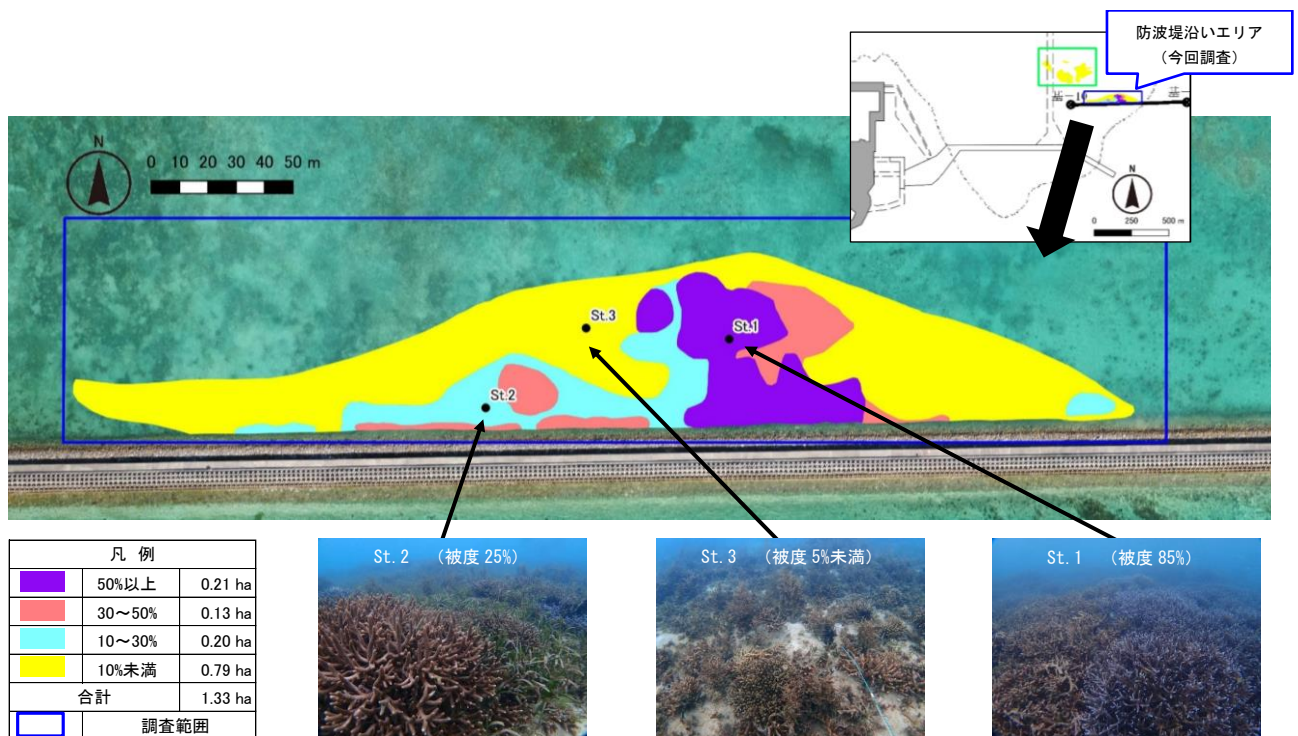 防波堤沿いエリア
(今回調査)
N
0 10 20 30 40 50 m
N
0 250 500 m
St.3
St.1
St.2
凡 例
50%以上 0.21 ha
30～50% 0.13 ha
10～30% 0.20 ha
10%未満 0.79 ha
合計 1.33 ha
調査範囲
St.2 (被度 25%)
St.3 (被度 5%未満)
St.1 (被度 85%)